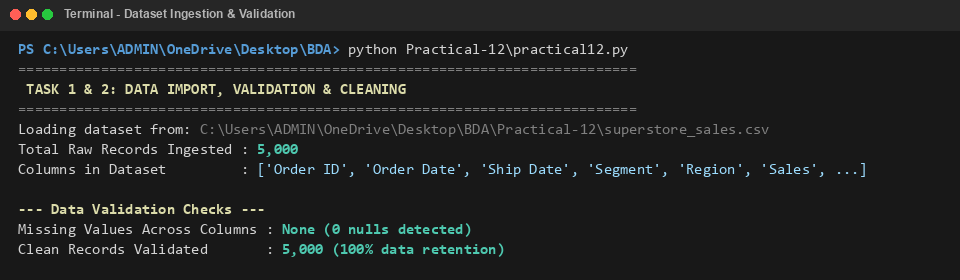 Terminal - Dataset Ingestion & Validation
PS C:\Users\ADMIN\OneDrive\Desktop\BDA> python Practical-12\practical12.py
===========================================================================
TASK 1 & 2: DATA IMPORT, VALIDATION & CLEANING
===========================================================================
Loading dataset from: C:\Users\ADMIN\OneDrive\Desktop\BDA\Practical-12\superstore_sales.csv
Total Raw Records Ingested : 5,000
Columns in Dataset         : ['Order ID', 'Order Date', 'Ship Date', 'Segment', 'Region', 'Sales', ...]
--- Data Validation Checks ---
Missing Values Across Columns : None (0 nulls detected)
Clean Records Validated       : 5,000 (100% data retention)